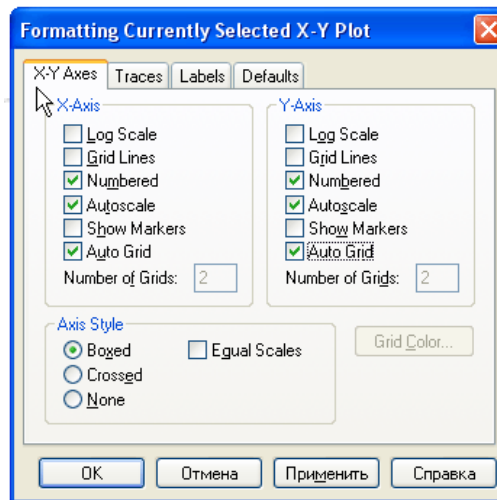 Formatting Currently Selected X-Y Plot
X-Y Axes Traces Labels Defaults
X-Axis Y-Axis
Log Scale Log Scale
Grid Lines Grid Lines
Numbered Numbered
Autoscale Autoscale
Show Markers Show Markers
Auto Grid Auto Grid
Number of Grids: 2 Number of Grids: 2
Axis Style
Boxed Equal Scales Grid Color...
Crossed
None
OK Отмена Применить Справка